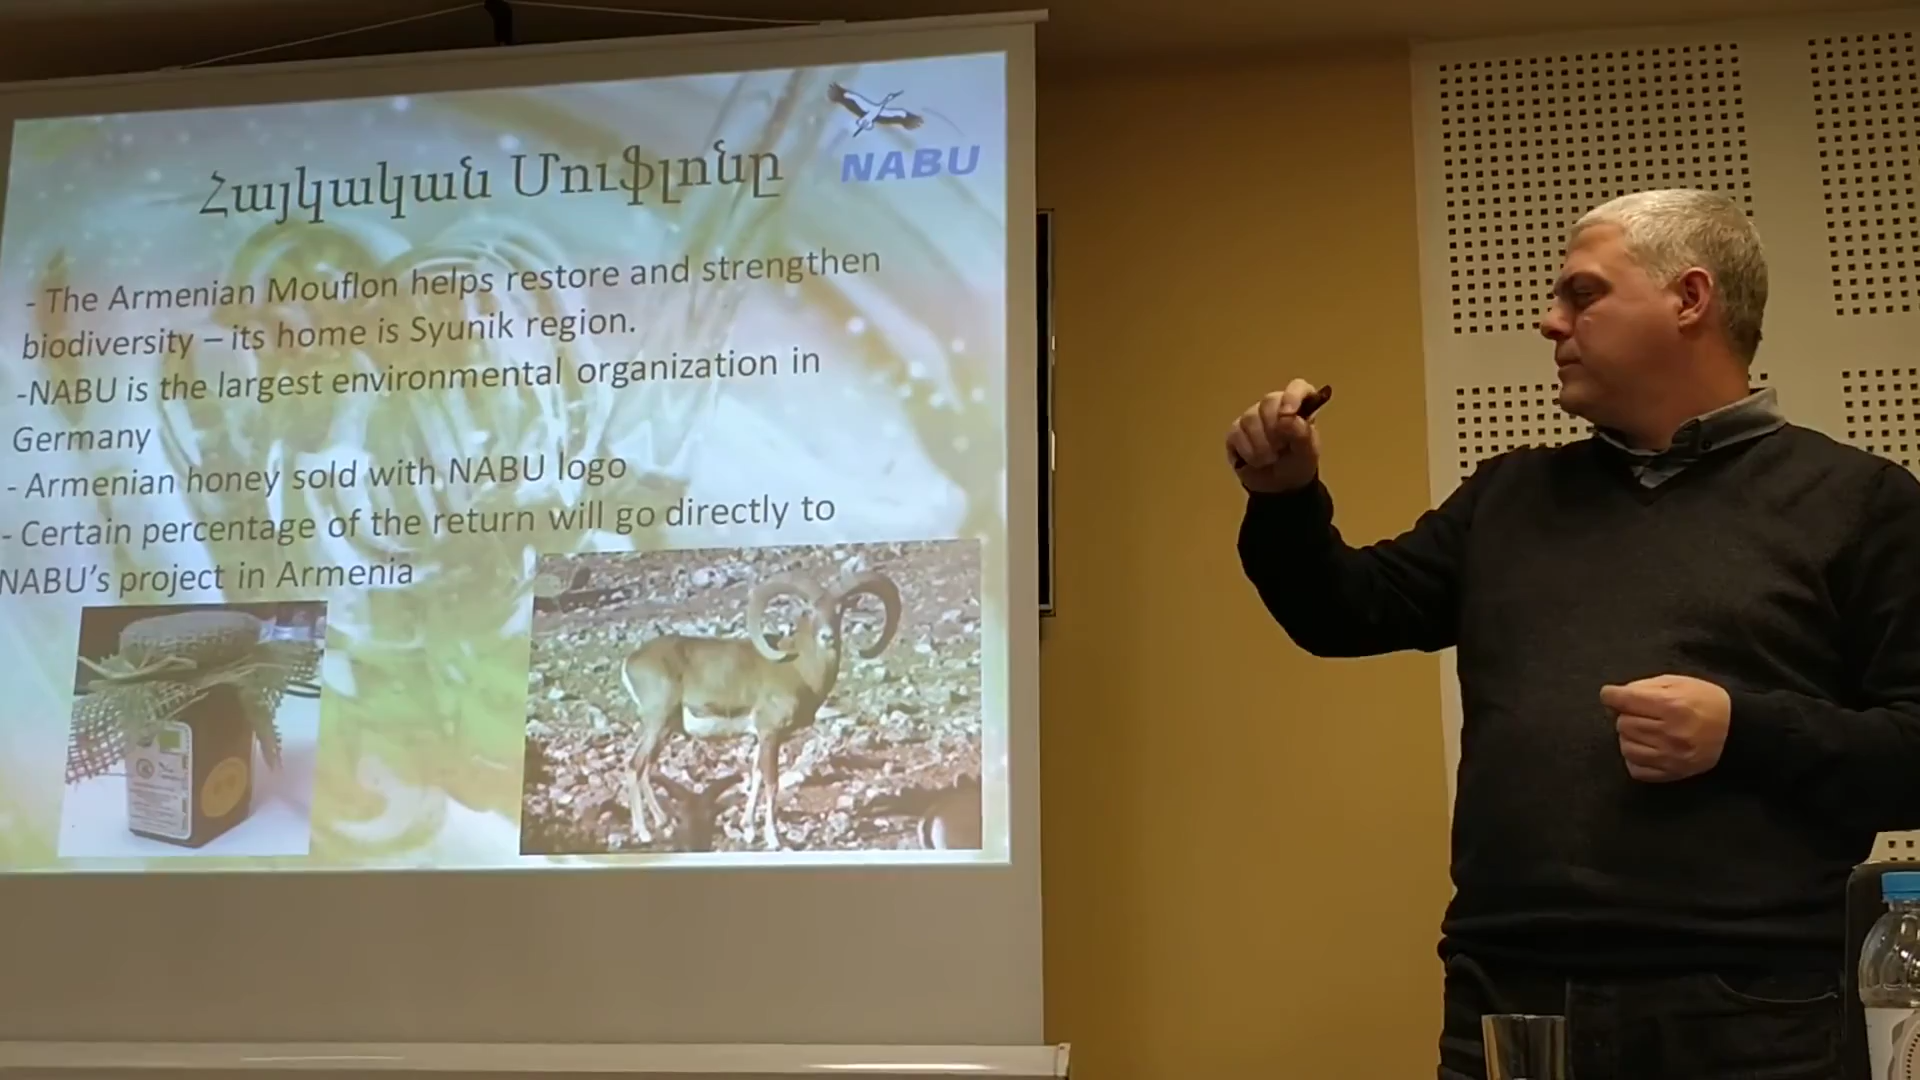 Հայկական Մուֆլոնը
NABU
- The Armenian Mouflon helps restore and strengthen
biodiversity – its home is Syunik region.
-NABU is the largest environmental organization in
Germany
- Armenian honey sold with NABU logo
- Certain percentage of the return will go directly to
NABU's project in Armenia